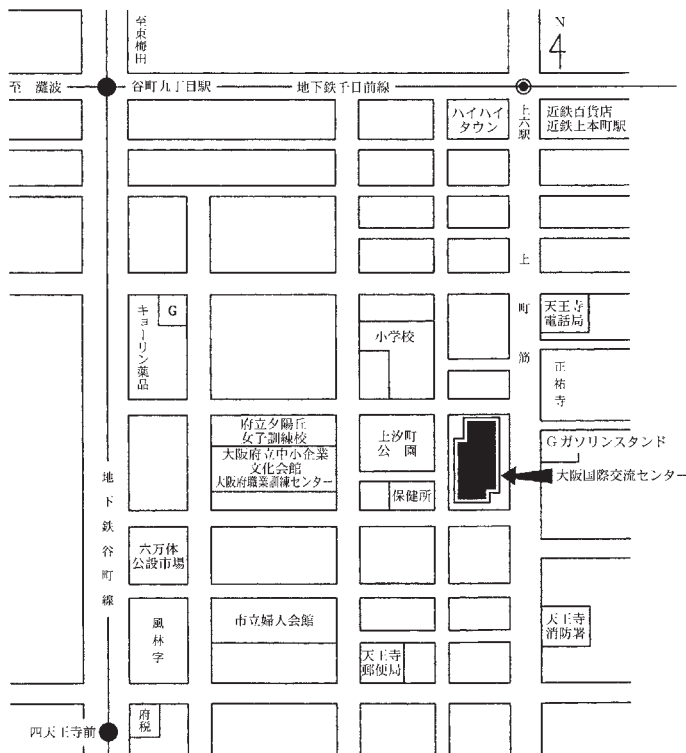 至東梅田
N
至 灘波
谷町九丁目駅
地下鉄千日前線
ハイハイ
タウン
上六駅
近鉄百貨店
近鉄上本町駅
上町筋
キョーリン薬品
G
小学校
天王寺
電話局
正祐寺
府立夕陽丘
女子訓練校
大阪府立中小企業
文化会館
大阪府職業訓練センター
上汐町
公園
Gガソリンスタンド
大阪国際交流センター
保健所
地下鉄谷町線
六万体
公設市場
風林字
市立婦人会館
天王寺
消防署
天王寺
郵便局
四天王寺前
府税